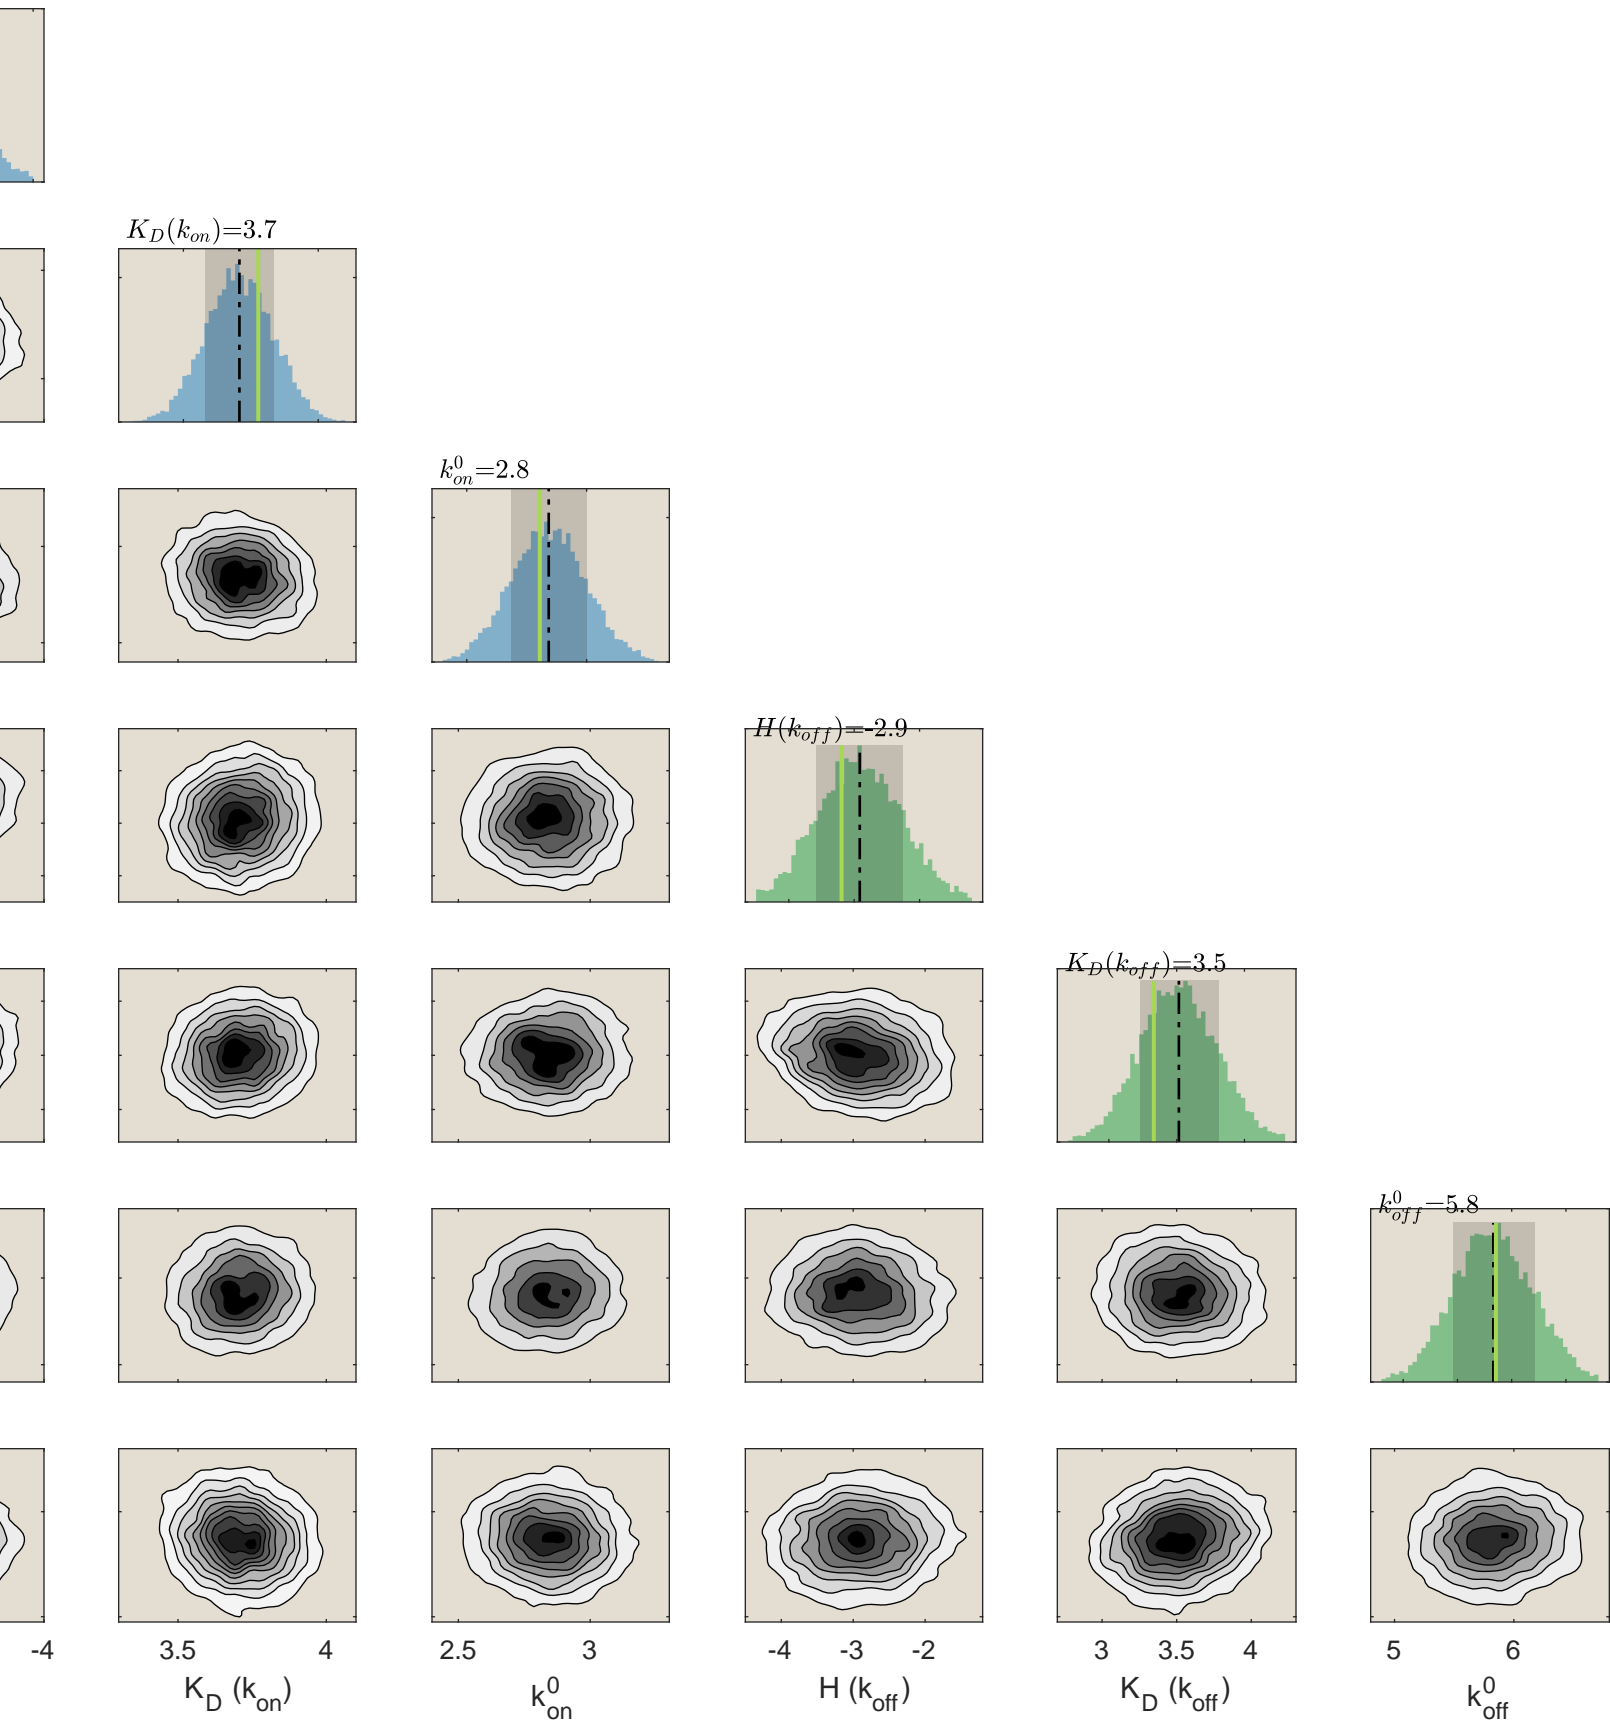 K_D(k_on)=3.7
k^0_on=2.8
H(k_off)=-2.9
K_D(k_off)=3.5
k^0_off=5.8
-4 3.5 4 2.5 3 -4 -3 -2 3 3.5 4 5 6
K_D (k_on) k^0_on H (k_off) K_D (k_off) k^0_off